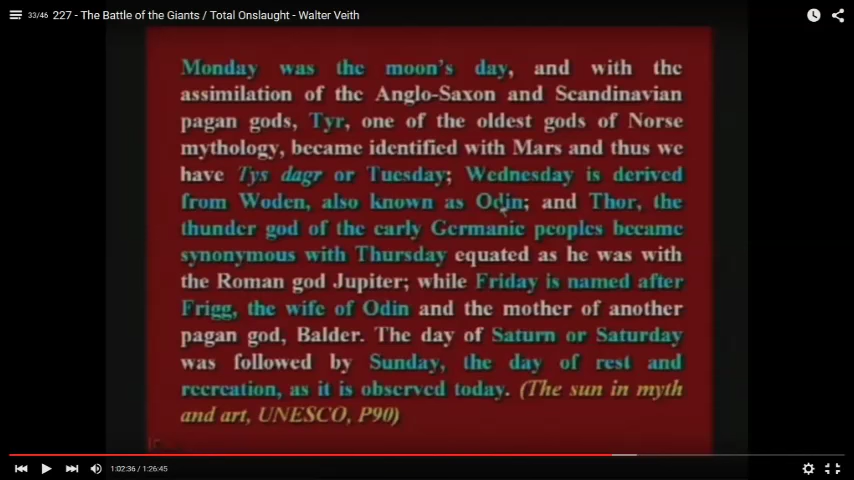 33/46 227 - The Battle of the Giants / Total Onslaught - Walter Veith
Monday was the moon's day, and with the
assimilation of the Anglo-Saxon and Scandinavian
pagan gods, Tyr, one of the oldest gods of Norse
mythology, became identified with Mars and thus we
have Tys dagr or Tuesday; Wednesday is derived
from Woden, also known as Odin; and Thor, the
thunder god of the early Germanic peoples became
synonymous with Thursday equated as he was with
the Roman god Jupiter; while Friday is named after
Frigg, the wife of Odin and the mother of another
pagan god, Balder. The day of Saturn or Saturday
was followed by Sunday, the day of rest and
recreation, as it is observed today. (The sun in myth
and art, UNESCO, P90)
1:02:36 / 1:26:45